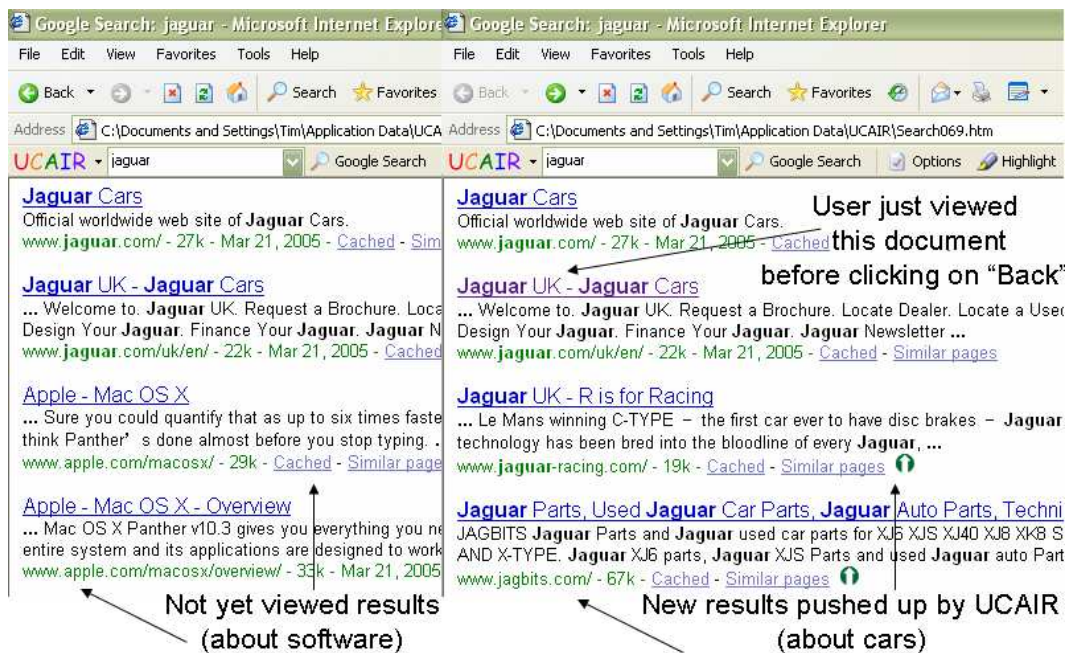 Google Search: jaguar - Microsoft Internet Explore
File Edit View Favorites Tools Help
Back Search Favorites
Address C:\Documents and Settings\Tim\Application Data\UCA
UCAIR jaguar Google Search
Jaguar Cars
Official worldwide web site of Jaguar Cars.
www.jaguar.com/ - 27k - Mar 21, 2005 - Cached - Sim
Jaguar UK - Jaguar Cars
... Welcome to. Jaguar UK. Request a Brochure. Loca
Design Your Jaguar. Finance Your Jaguar. Jaguar N
www.jaguar.com/uk/en/ - 22k - Mar 21, 2005 - Cached
Apple - Mac OS X
... Sure you could quantify that as up to six times faste
think Panther's done almost before you stop typing. .
www.apple.com/macosx/ - 29k - Cached - Similar page
Apple - Mac OS X - Overview
... Mac OS X Panther v10.3 gives you everything you ne
entire system and its applications are designed to work
www.apple.com/macosx/overview/ - 33k - Mar 21, 2005
Not yet viewed results
(about software)
Google Search: jaguar - Microsoft Internet Explorer
File Edit View Favorites Tools Help
Back Search Favorites
Address C:\Documents and Settings\Tim\Application Data\UCAIR\Search069.htm
UCAIR jaguar Google Search Options Highlight
Jaguar Cars
Official worldwide web site of Jaguar Cars.
www.jaguar.com/ - 27k - Mar 21, 2005 - Cached
User just viewed
this document
before clicking on "Back"
Jaguar UK - Jaguar Cars
... Welcome to. Jaguar UK. Request a Brochure. Locate Dealer. Locate a Used
Design Your Jaguar. Finance Your Jaguar. Jaguar Newsletter ...
www.jaguar.com/uk/en/ - 22k - Mar 21, 2005 - Cached - Similar pages
Jaguar UK - R is for Racing
... Le Mans winning C-TYPE – the first car ever to have disc brakes – Jaguar
technology has been bred into the bloodline of every Jaguar, ...
www.jaguar-racing.com/ - 19k - Cached - Similar pages
Jaguar Parts, Used Jaguar Car Parts, Jaguar Auto Parts, Techni
JAGBITS Jaguar Parts and Jaguar used car parts for XJ6 XJS XJ40 XJ8 XK8 S
AND X-TYPE. Jaguar XJ6 parts, Jaguar XJS Parts and used Jaguar auto Part
www.jagbits.com/ - 67k - Cached - Similar pages
New results pushed up by UCAIR
(about cars)